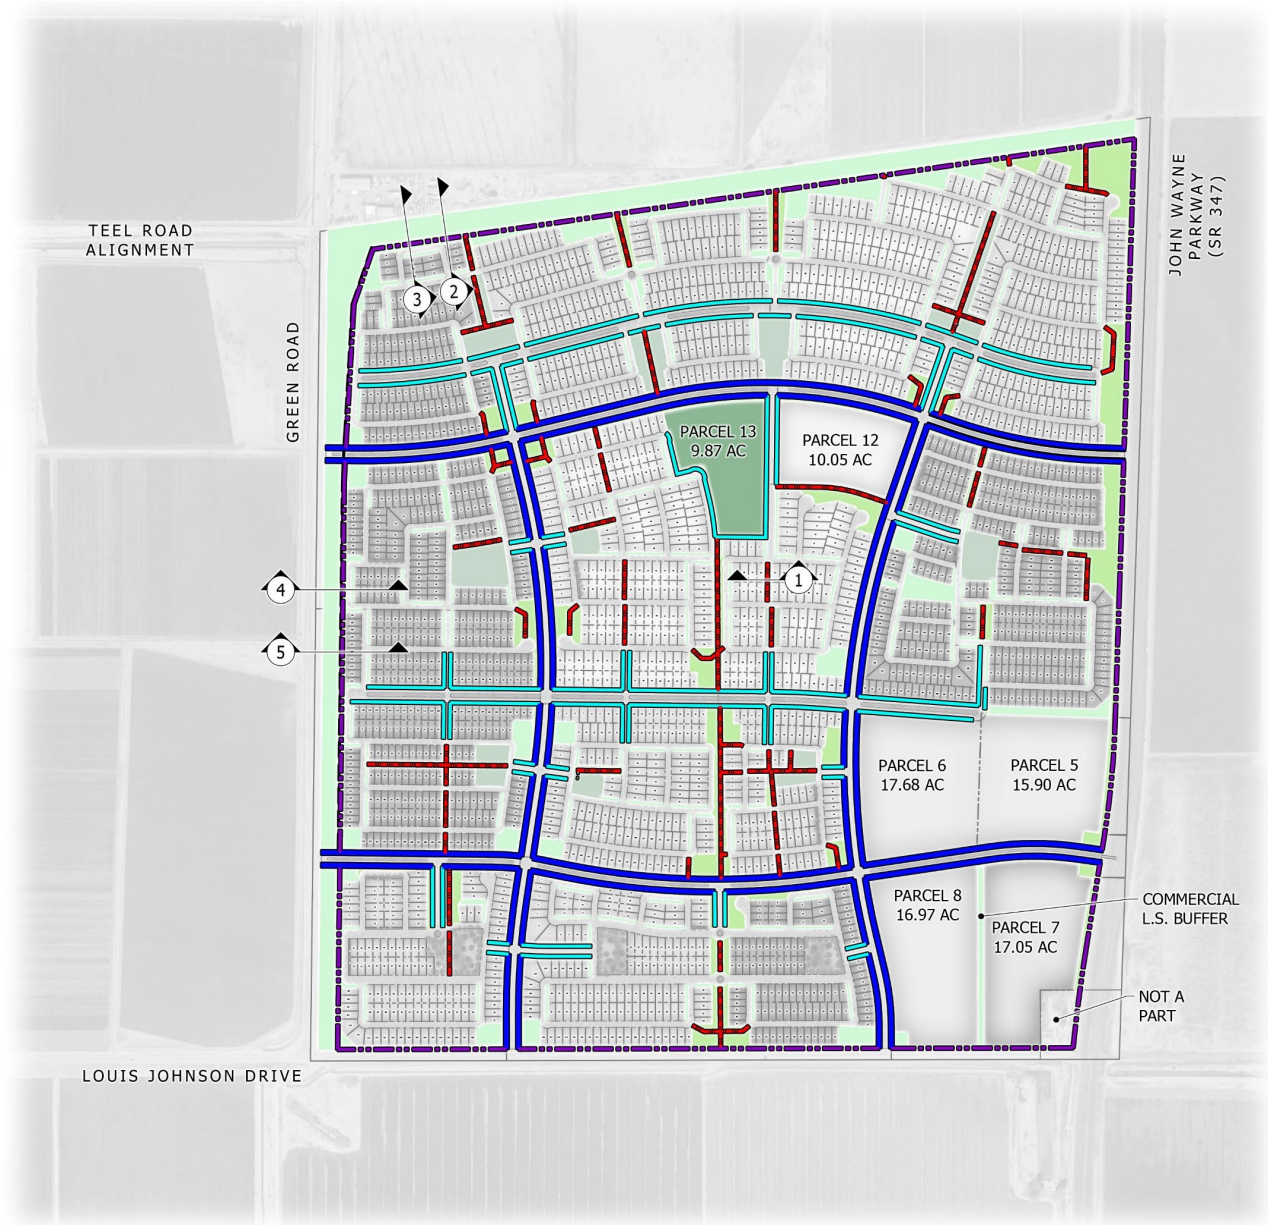 TEEL ROAD
ALIGNMENT
GREEN ROAD
JOHN WAYNE
PARKWAY
(SR 347)
3
2
PARCEL 13
9.87 AC
PARCEL 12
10.05 AC
4
1
5
PARCEL 6
17.68 AC
PARCEL 5
15.90 AC
PARCEL 8
16.97 AC
PARCEL 7
17.05 AC
COMMERCIAL
L.S. BUFFER
NOT A
PART
LOUIS JOHNSON DRIVE